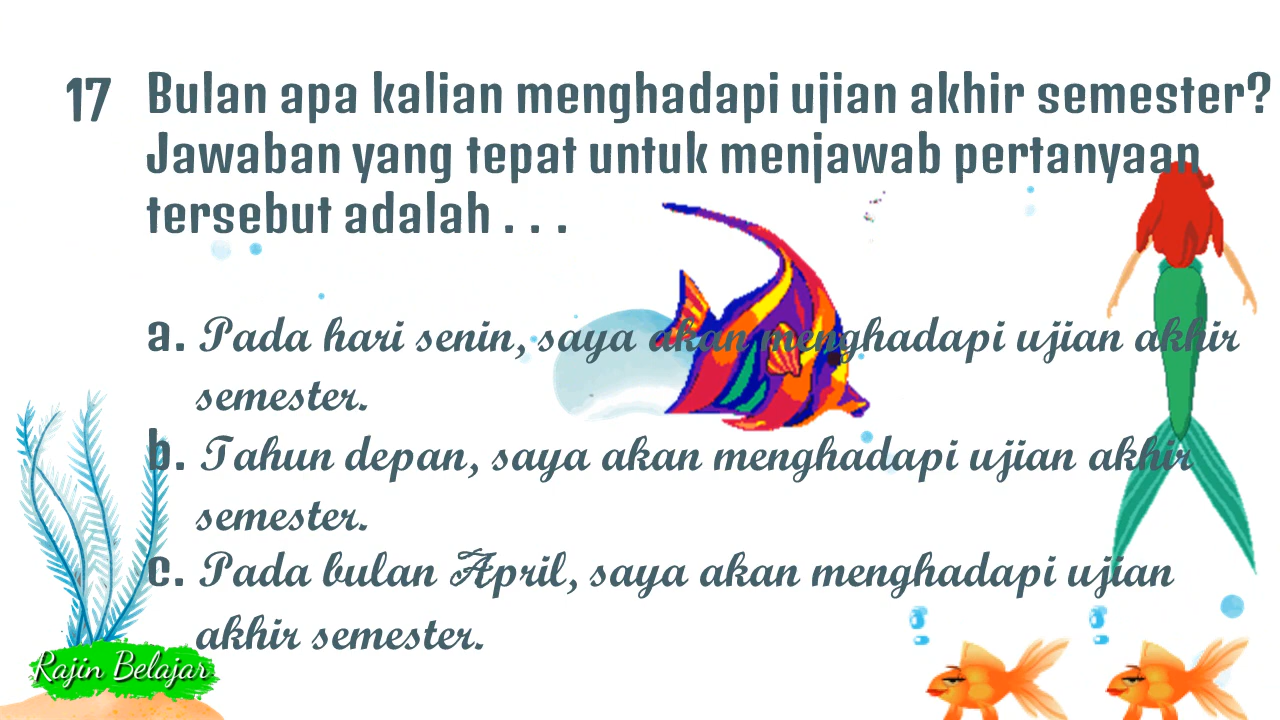 17 Bulan apa kalian menghadapi ujian akhir semester?
Jawaban yang tepat untuk menjawab pertanyaan
tersebut adalah . . .
a. Pada hari senin, saya akan menghadapi ujian akhir
semester.
b. Tahun depan, saya akan menghadapi ujian akhir
semester.
c. Pada bulan April, saya akan menghadapi ujian
akhir semester.
Rajin Belajar